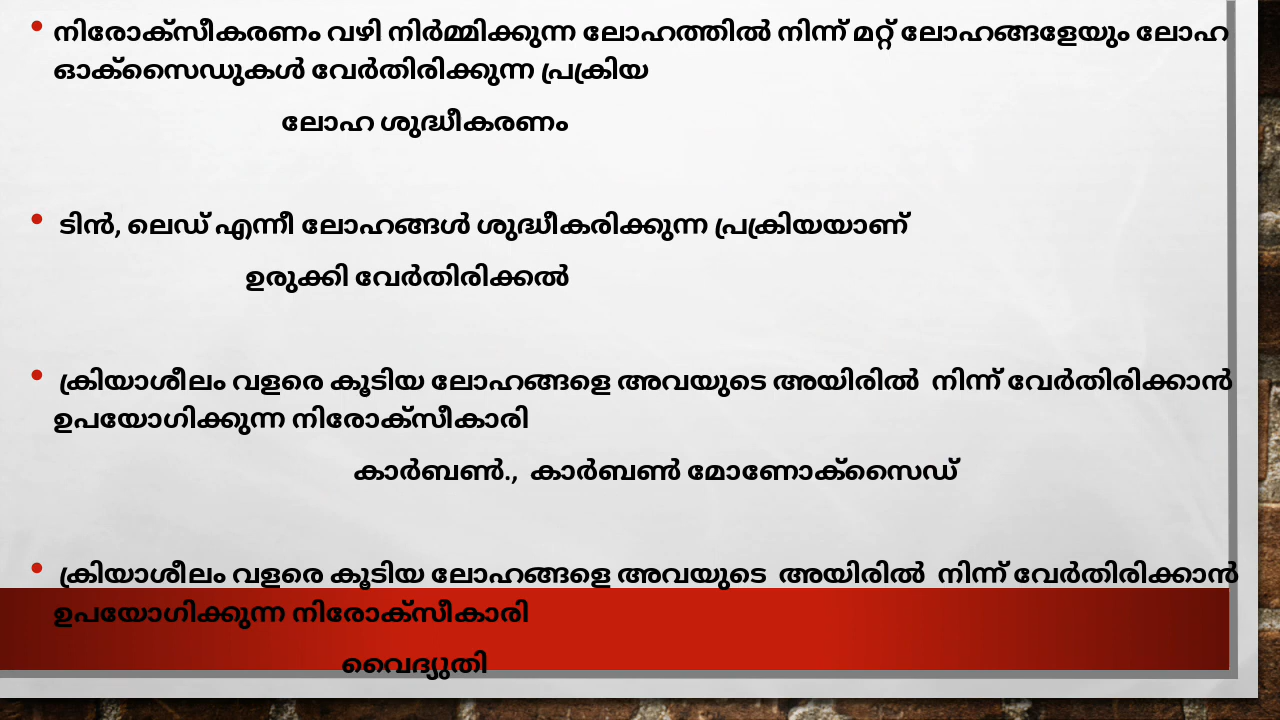 • നിരോക്സീകരണം വഴി നിർമ്മിക്കുന്ന ലോഹത്തിൽ നിന്ന് മറ്റ് ലോഹങ്ങളേയും ലോഹ
ഓക്സൈഡുകൾ വേർതിരിക്കുന്ന പ്രക്രിയ
ലോഹ ശുദ്ധീകരണം
• ടിൻ, ലെഡ് എന്നീ ലോഹങ്ങൾ ശുദ്ധീകരിക്കുന്ന പ്രക്രിയയാണ്
ഉരുക്കി വേർതിരിക്കൽ
• ക്രിയാശീലം വളരെ കൂടിയ ലോഹങ്ങളെ അവയുടെ അയിരിൽ നിന്ന് വേർതിരിക്കാൻ
ഉപയോഗിക്കുന്ന നിരോക്സീകാരി
കാർബൺ., കാർബൺ മോണോക്സൈഡ്
• ക്രിയാശീലം വളരെ കൂടിയ ലോഹങ്ങളെ അവയുടെ അയിരിൽ നിന്ന് വേർതിരിക്കാൻ
ഉപയോഗിക്കുന്ന നിരോക്സീകാരി
വൈദ്യുതി